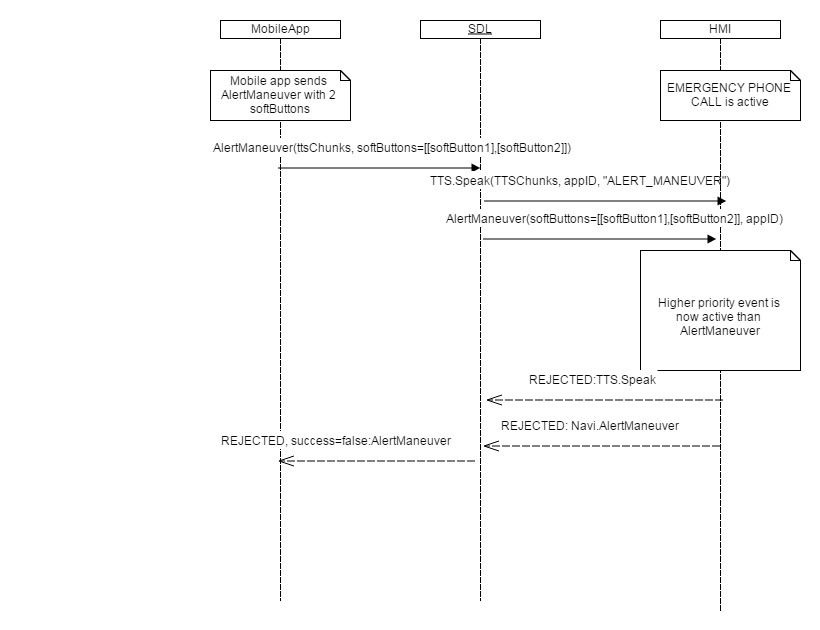 MobileApp
SDL
HMI
Mobile app sends
AlertManeuver with 2
softButtons
EMERGENCY PHONE
CALL is active
AlertManeuver(ttsChunks, softButtons=[[softButton1],[softButton2]])
TTS.Speak(TTSChunks, appID, "ALERT_MANEUVER")
AlertManeuver(softButtons=[[softButton1],[softButton2]], appID)
Higher priority event is
now active than
AlertManeuver
REJECTED:TTS.Speak
REJECTED: Navi.AlertManeuver
REJECTED, success=false:AlertManeuver